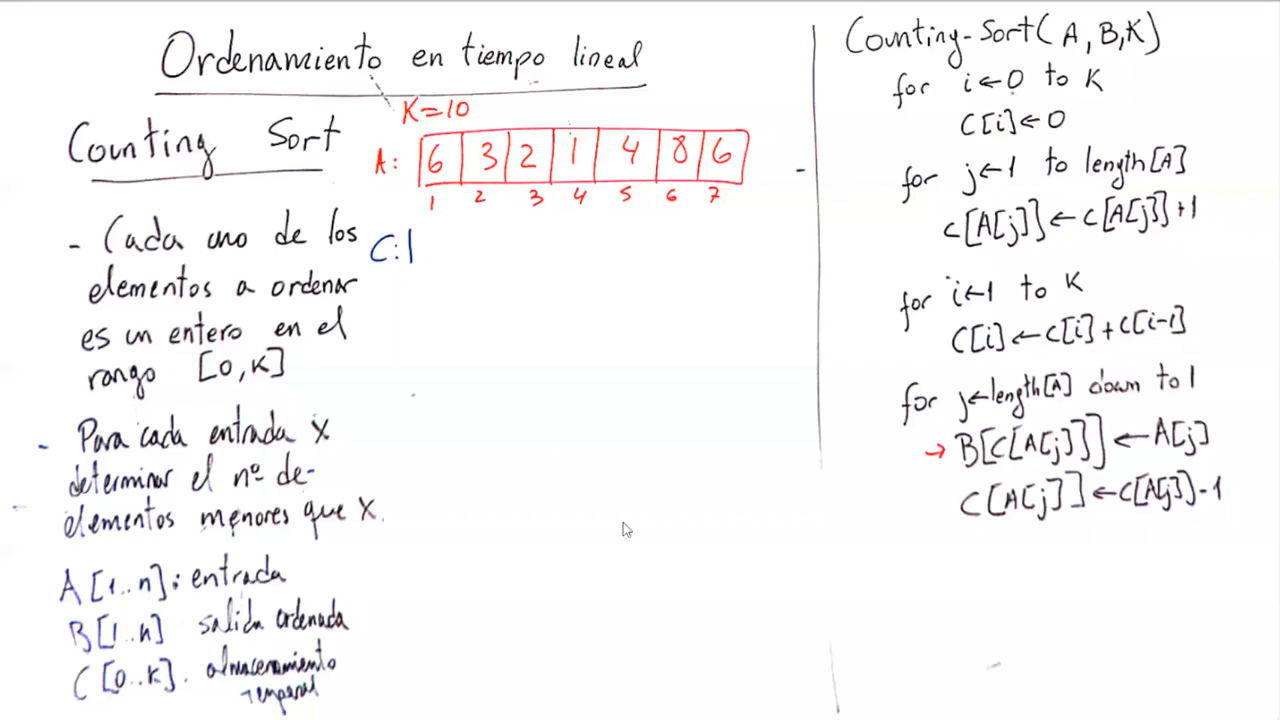 Ordenamiento en tiempo lineal
Counting Sort
K=10
A: 6 3 2 1 4 8 6
1 2 3 4 5 6 7
C:
- Cada uno de los
elementos a ordenar
es un entero en el
rango [0,K]
- Para cada entrada x
determinar el nº de-
elementos menores que x.
A[1..n]: entrada
B[1..n] salida ordenada
C[0..K]. almacenamiento
temporal
Counting-Sort(A,B,K)
for i←0 to K
C[i]←0
for j←1 to length[A]
C[A[j]]←C[A[j]]+1
for i←1 to K
C[i]←C[i]+C[i-1]
for j←length[A] down to 1
→ B[C[A[j]]]←A[j]
C[A[j]]←C[A[j]]-1